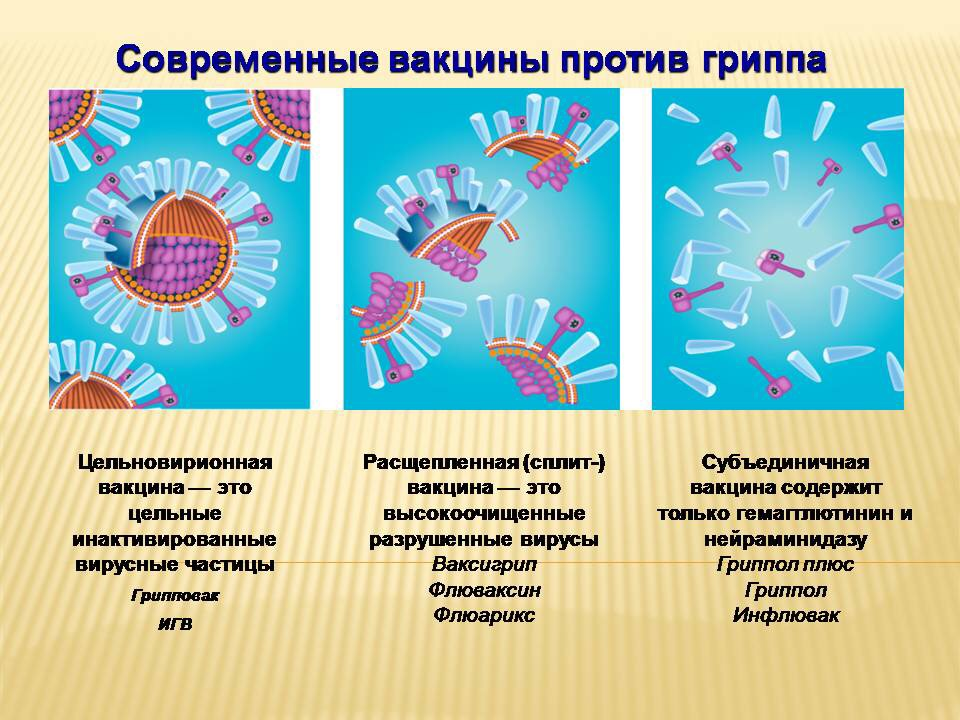 Современные вакцины против гриппа
Цельновирионная
вакцина — это
цельные
инактивированные
вирусные частицы
Грипповак
ИГВ
Расщепленная (сплит-)
вакцина — это
высокоочищенные
разрушенные вирусы
Ваксигрип
Флюваксин
Флюарикс
Субъединичная
вакцина содержит
только гемагглютинин и
нейраминидазу
Гриппол плюс
Гриппол
Инфлювак